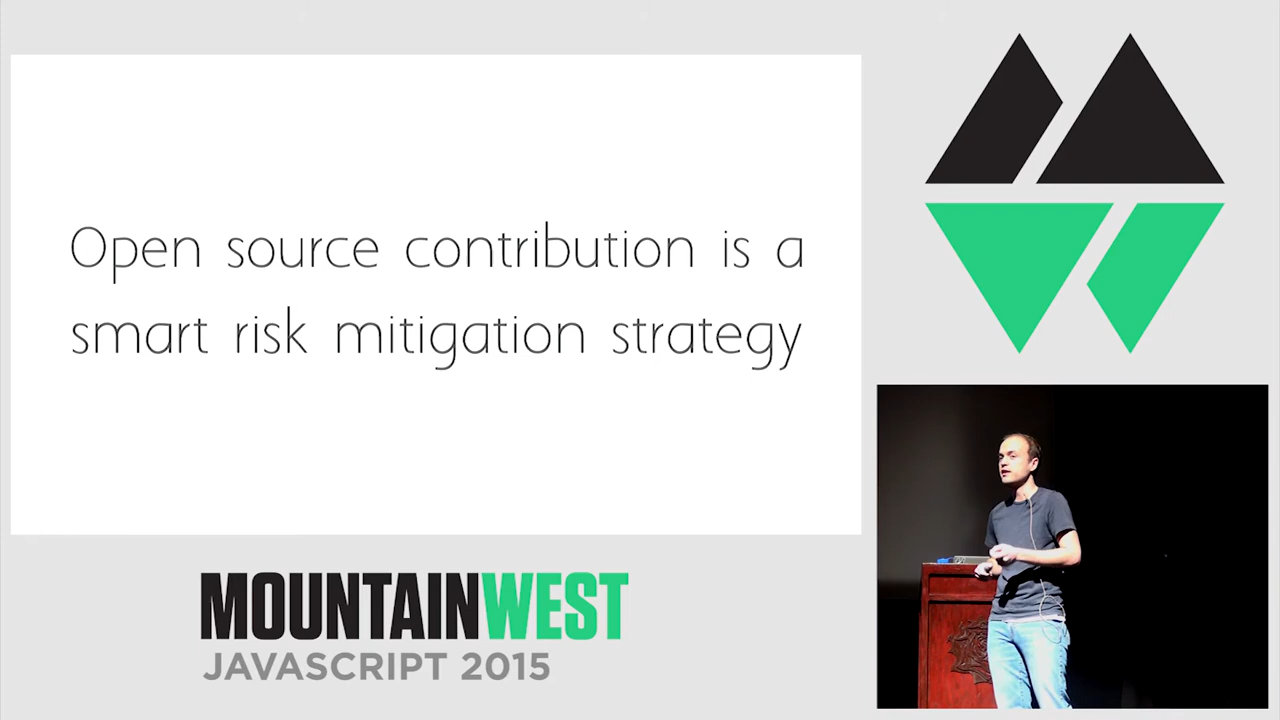 Open source contribution is a
smart risk mitigation strategy
MOUNTAINWEST
JAVASCRIPT 2015